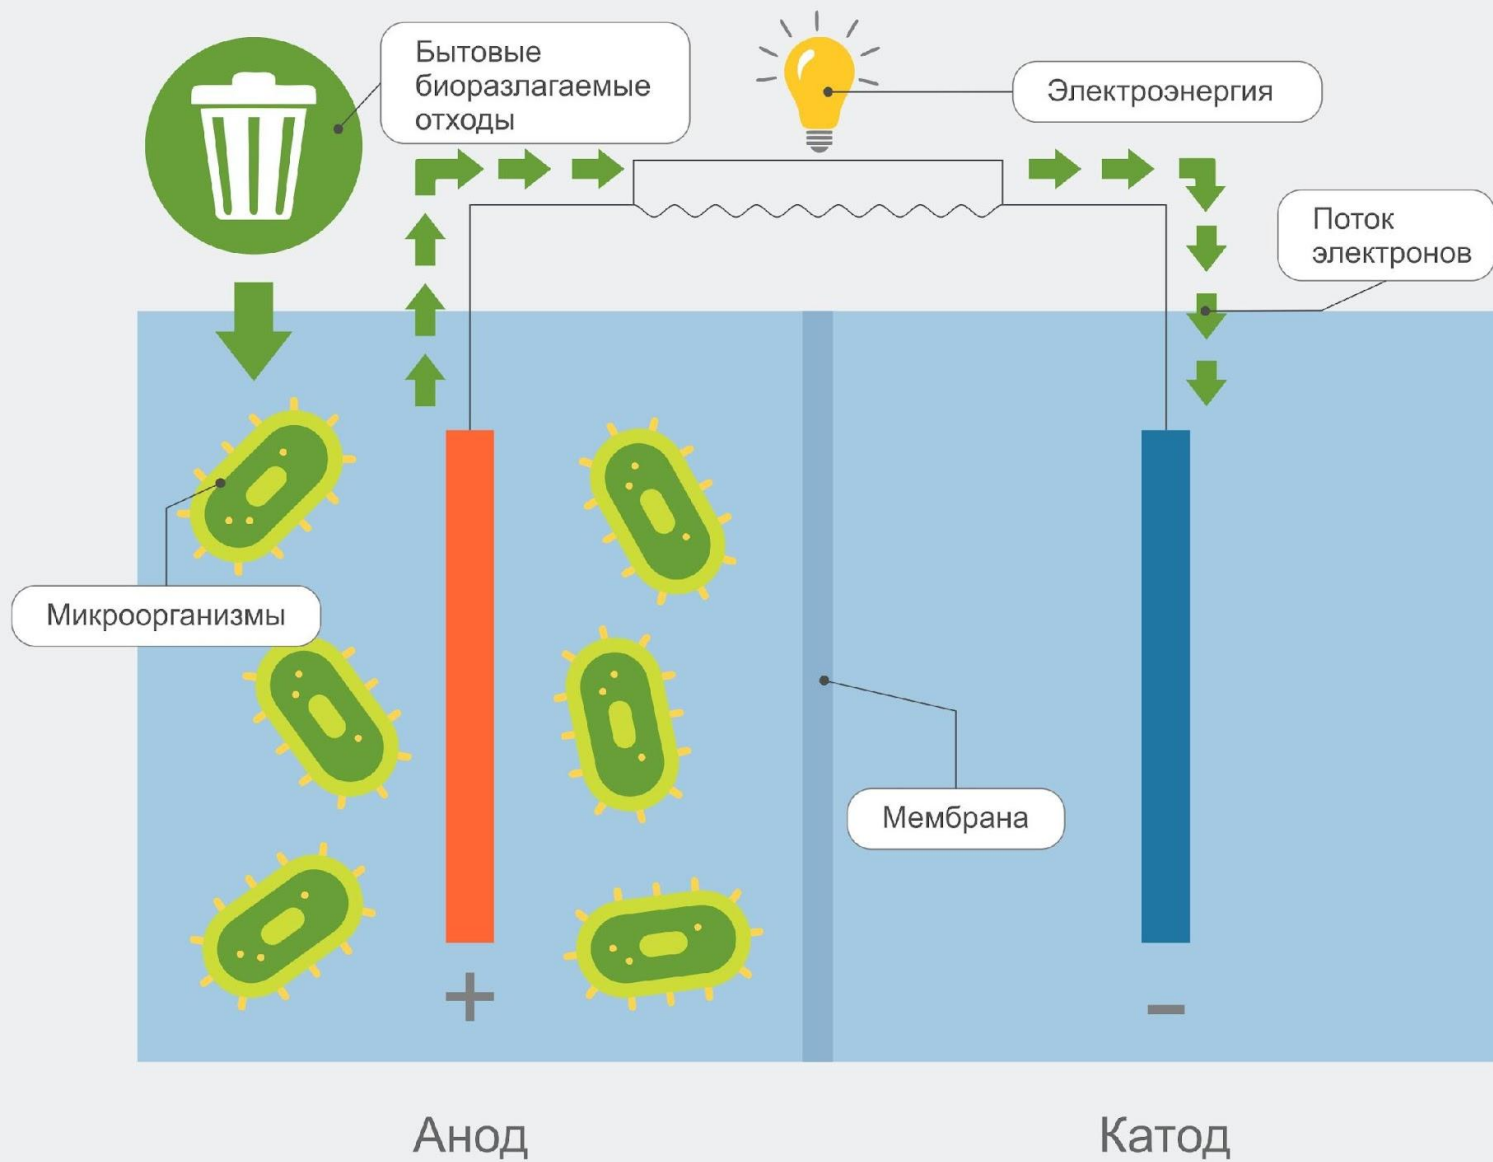 Бытовые
биоразлагаемые
отходы
Электроэнергия
Поток
электронов
Микроорганизмы
Мембрана
+
–
Анод
Катод